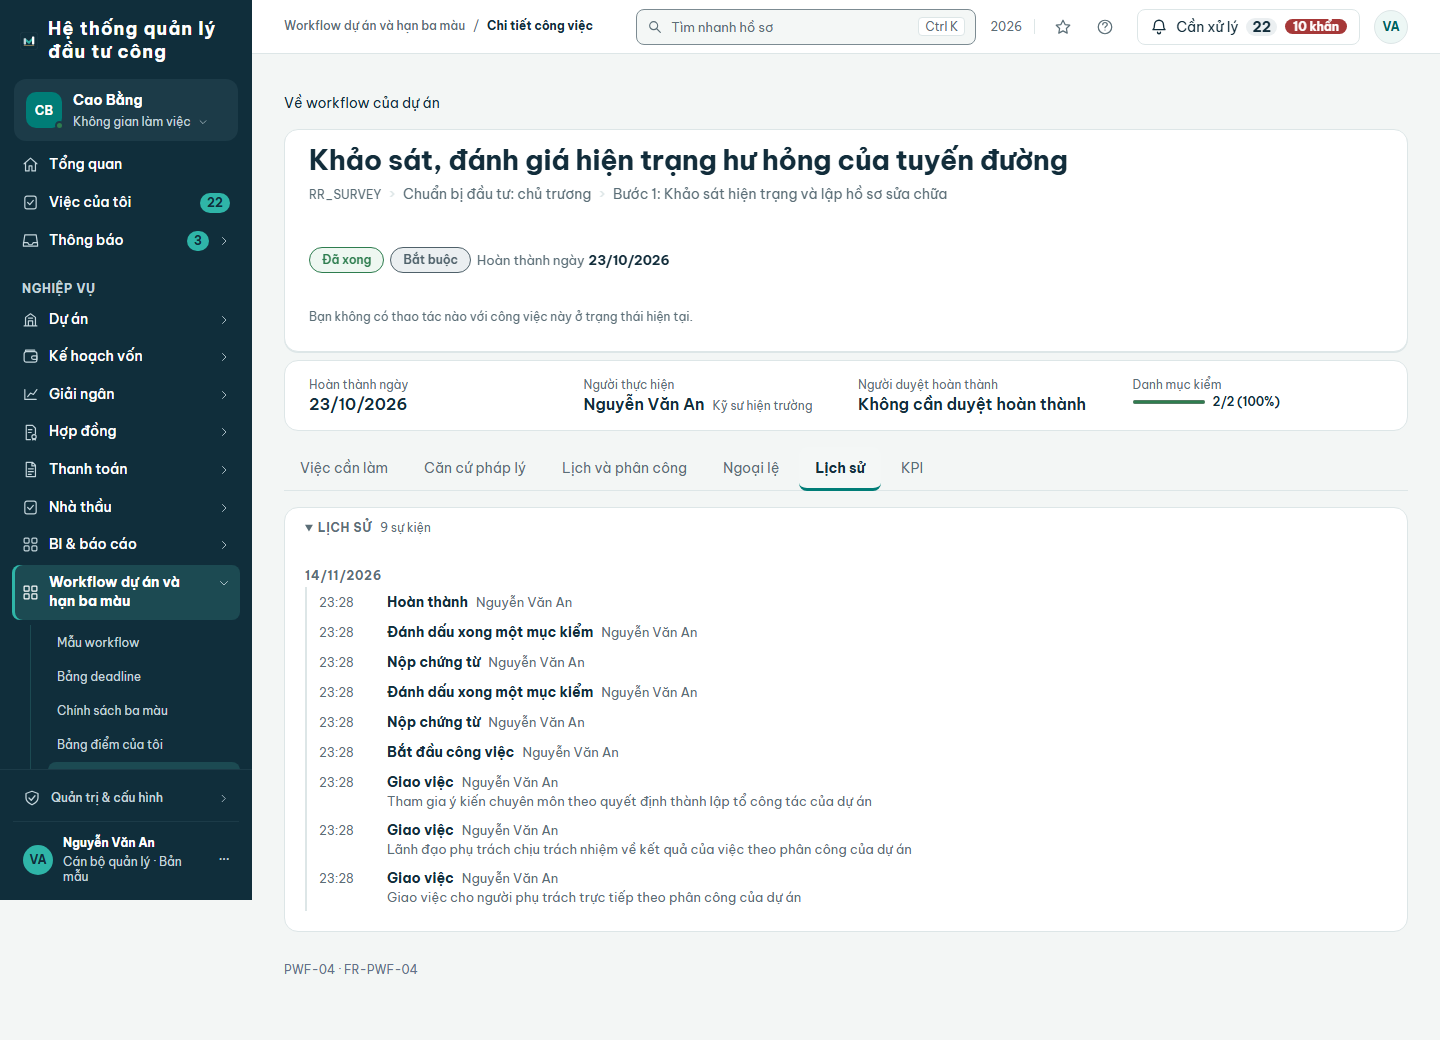 Hệ thống quản lý
đầu tư công
CB
Cao Bằng
Không gian làm việc
Tổng quan
Việc của tôi 22
Thông báo 3
NGHIỆP VỤ
Dự án
Kế hoạch vốn
Giải ngân
Hợp đồng
Thanh toán
Nhà thầu
BI & báo cáo
Workflow dự án và
hạn ba màu
Mẫu workflow
Bảng deadline
Chính sách ba màu
Bảng điểm của tôi
Quản trị & cấu hình
VA
Nguyễn Văn An
Cán bộ quản lý · Bản
mẫu
Workflow dự án và hạn ba màu / Chi tiết công việc
Tìm nhanh hồ sơ Ctrl K
2026
Cần xử lý 22 10 khẩn
VA
Về workflow của dự án
Khảo sát, đánh giá hiện trạng hư hỏng của tuyến đường
RR_SURVEY › Chuẩn bị đầu tư: chủ trương › Bước 1: Khảo sát hiện trạng và lập hồ sơ sửa chữa
Đã xong Bắt buộc Hoàn thành ngày 23/10/2026
Bạn không có thao tác nào với công việc này ở trạng thái hiện tại.
Hoàn thành ngày
23/10/2026
Người thực hiện
Nguyễn Văn An Kỹ sư hiện trường
Người duyệt hoàn thành
Không cần duyệt hoàn thành
Danh mục kiểm
2/2 (100%)
Việc cần làm Căn cứ pháp lý Lịch và phân công Ngoại lệ Lịch sử KPI
▼ LỊCH SỬ 9 sự kiện
14/11/2026
23:28 Hoàn thành Nguyễn Văn An
23:28 Đánh dấu xong một mục kiểm Nguyễn Văn An
23:28 Nộp chứng từ Nguyễn Văn An
23:28 Đánh dấu xong một mục kiểm Nguyễn Văn An
23:28 Nộp chứng từ Nguyễn Văn An
23:28 Bắt đầu công việc Nguyễn Văn An
23:28 Giao việc Nguyễn Văn An
Tham gia ý kiến chuyên môn theo quyết định thành lập tổ công tác của dự án
23:28 Giao việc Nguyễn Văn An
Lãnh đạo phụ trách chịu trách nhiệm về kết quả của việc theo phân công của dự án
23:28 Giao việc Nguyễn Văn An
Giao việc cho người phụ trách trực tiếp theo phân công của dự án
PWF-04 · FR-PWF-04